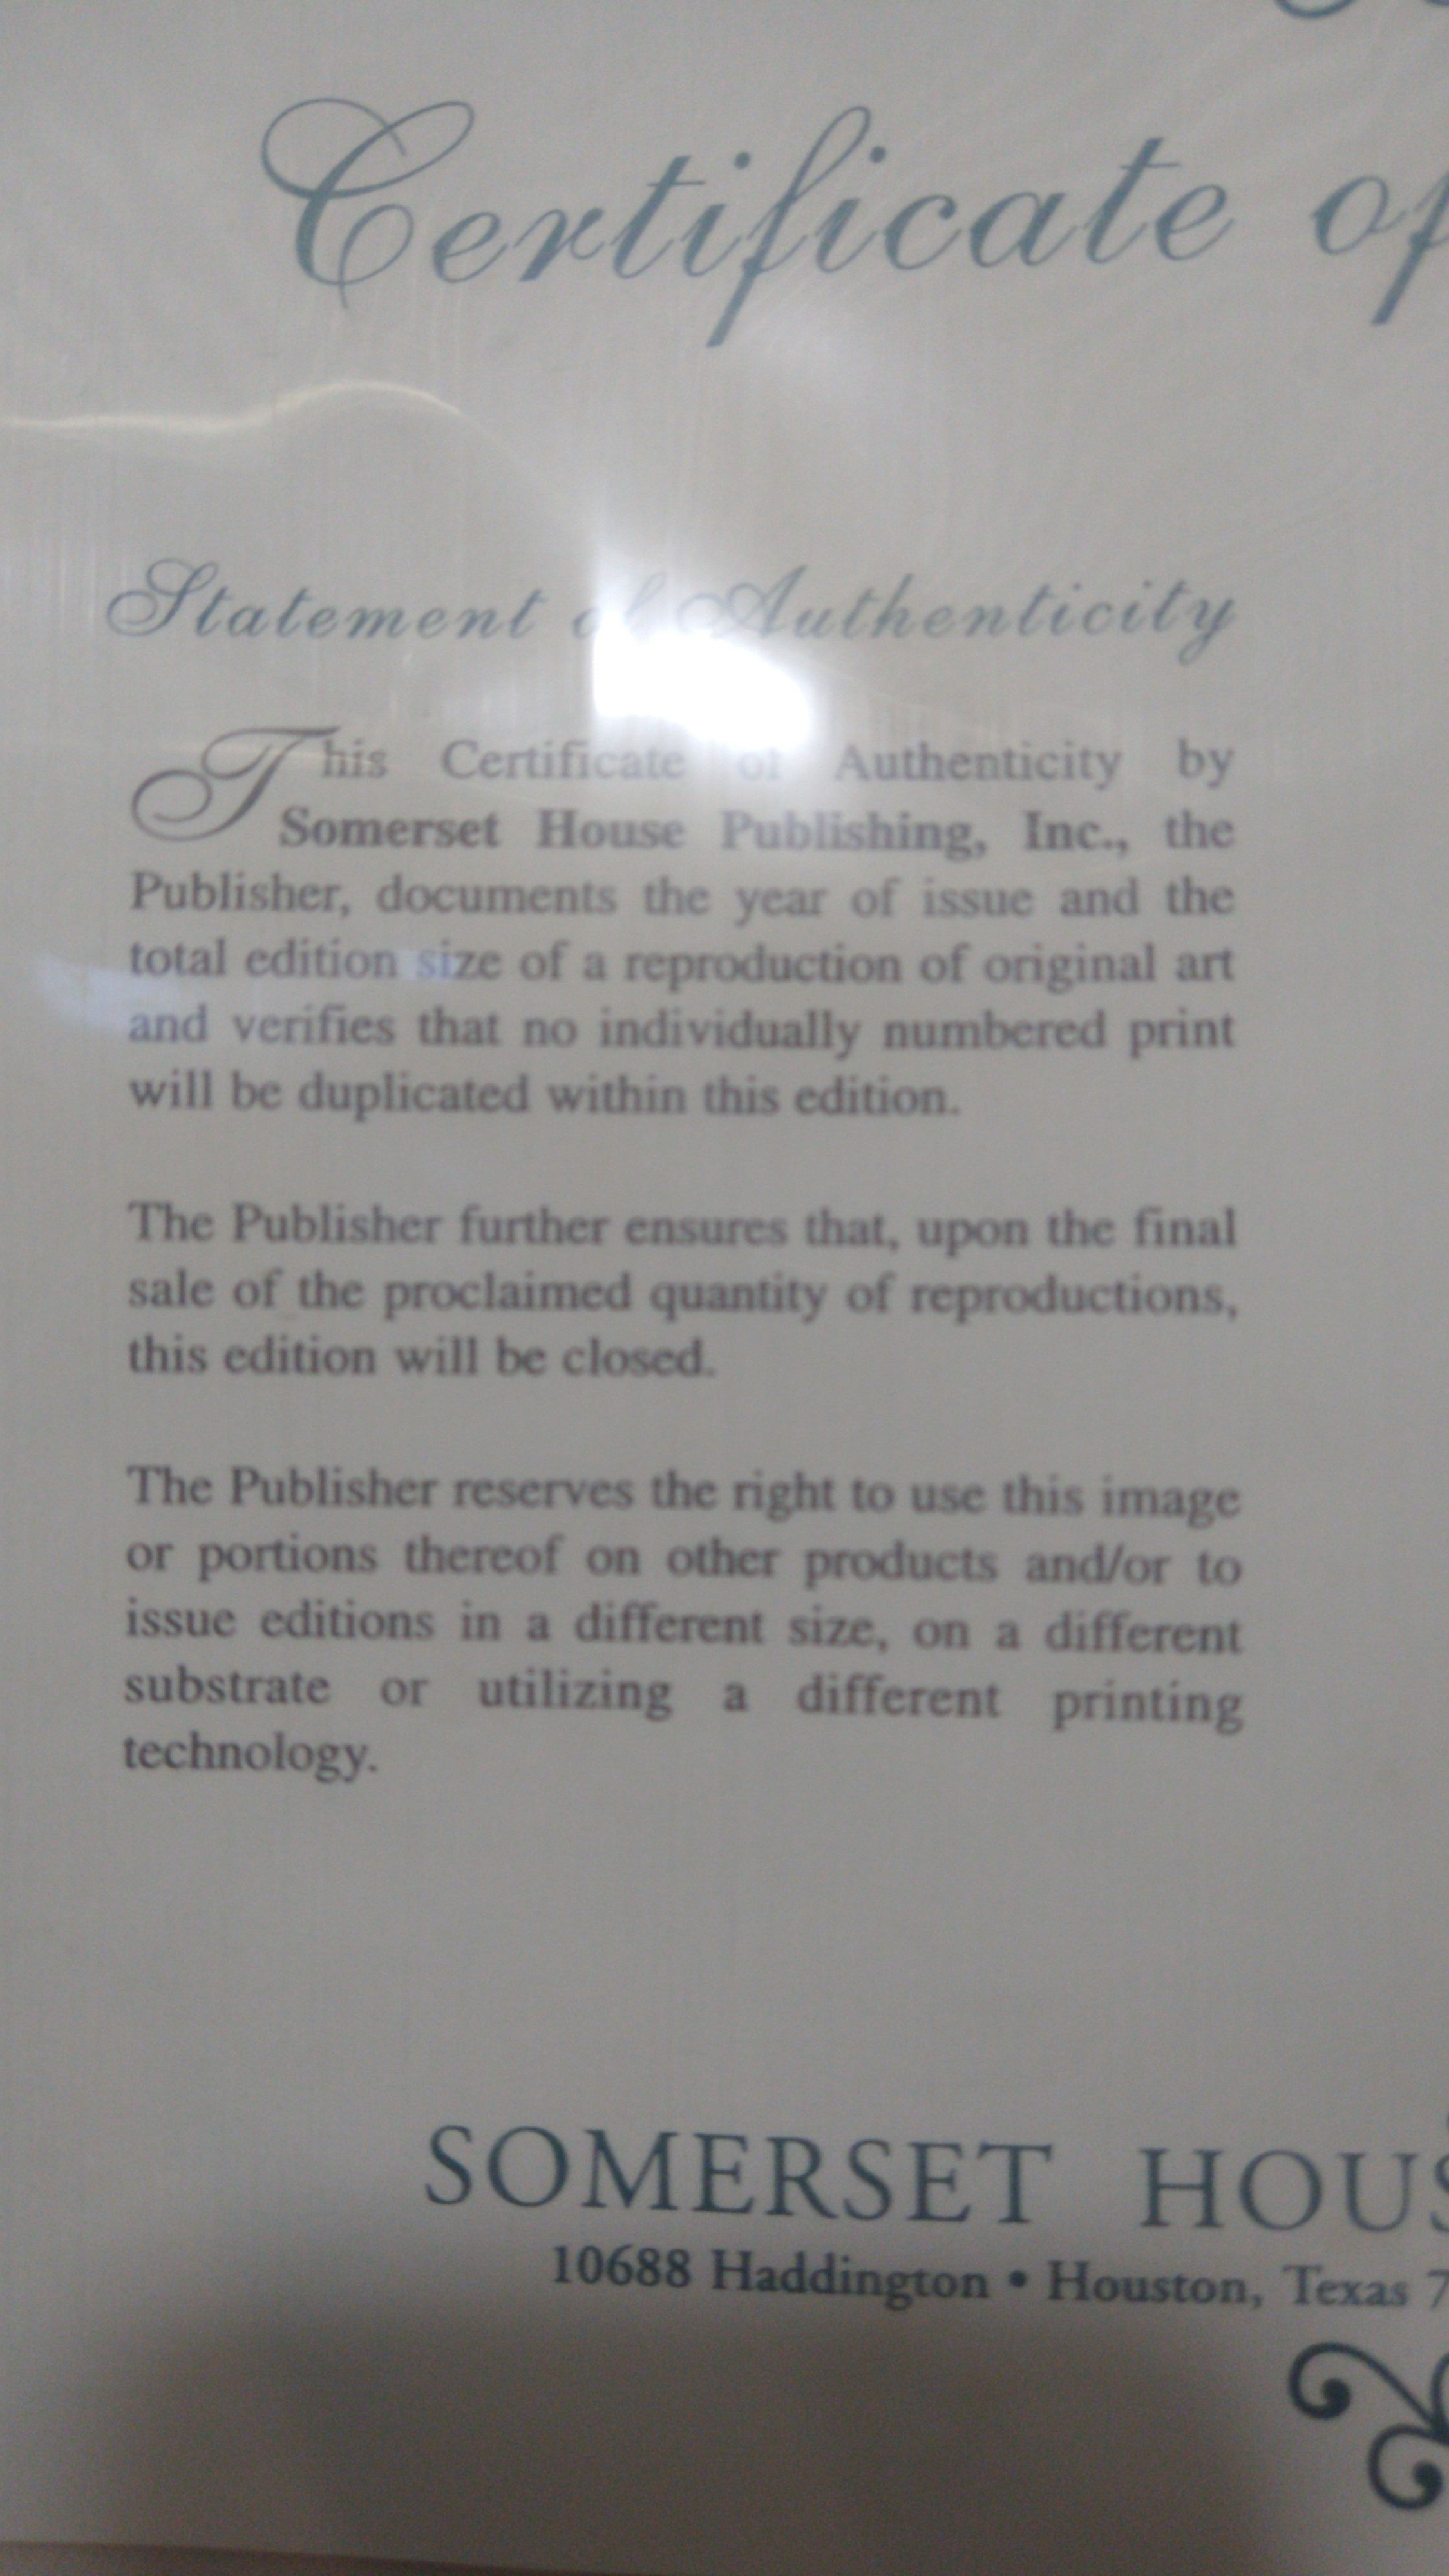 Certificate of
Statement of Authenticity
This Certificate of Authenticity by
Somerset House Publishing, Inc., the
Publisher, documents the year of issue and the
total edition size of a reproduction of original art
and verifies that no individually numbered print
will be duplicated within this edition.
The Publisher further ensures that, upon the final
sale of the proclaimed quantity of reproductions,
this edition will be closed.
The Publisher reserves the right to use this image
or portions thereof on other products and/or to
issue editions in a different size, on a different
substrate or utilizing a different printing
technology.
SOMERSET HOUS
10688 Haddington • Houston, Texas 7